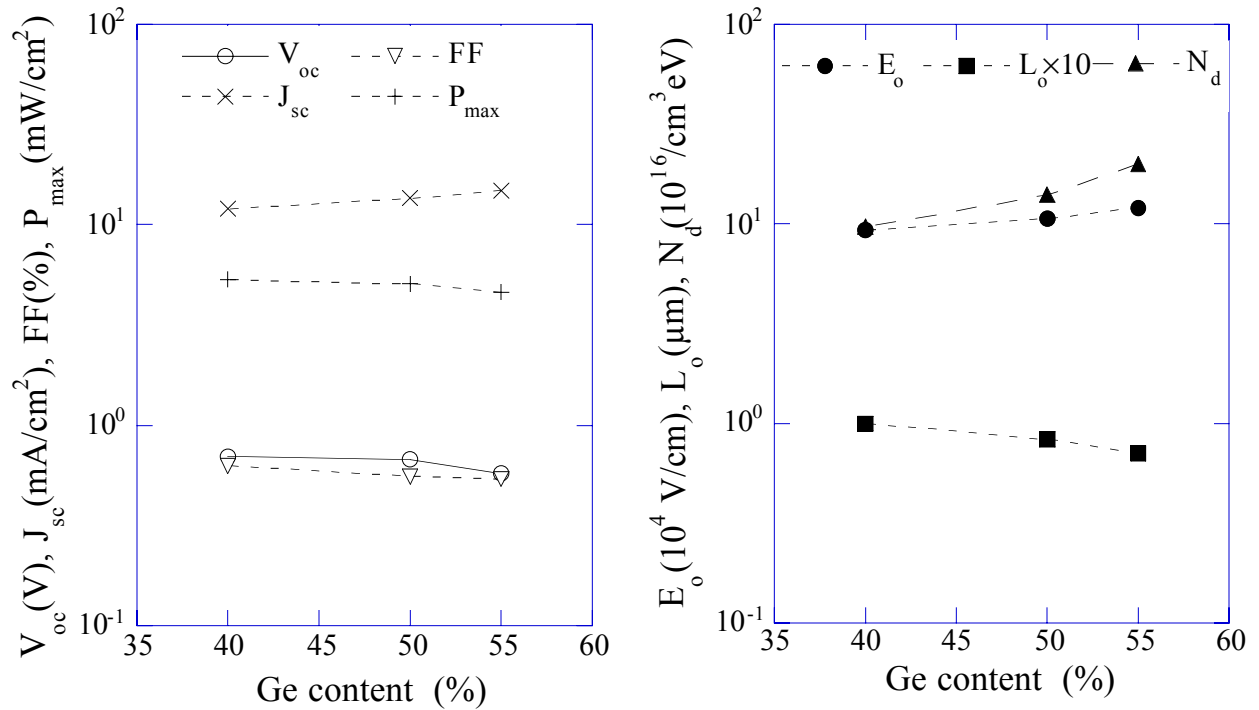 V_oc(V), J_sc(mA/cm^2), FF(%), P_max(mW/cm^2)
10^2
10^1
10^0
10^-1
V_oc FF
J_sc P_max
35 40 45 50 55 60
Ge content (%)
E_o(10^4 V/cm), L_o(μm), N_d(10^16/cm^3 eV)
10^2
10^1
10^0
10^-1
E_o L_o×10 N_d
35 40 45 50 55 60
Ge content (%)